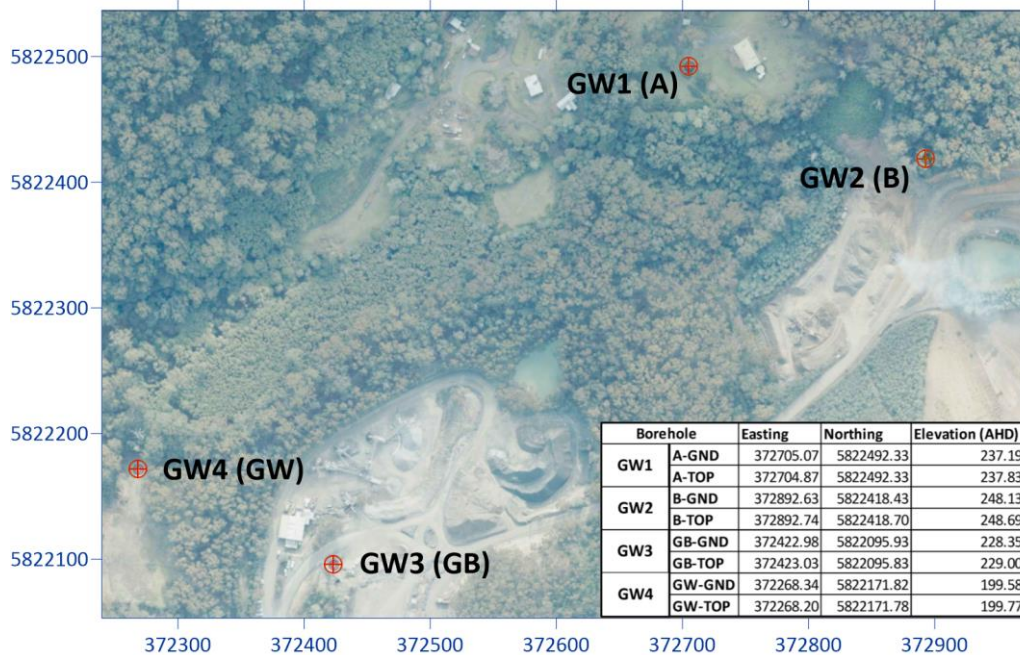 5822500
5822400
5822300
5822200
5822100
GW1 (A)
GW2 (B)
GW4 (GW)
GW3 (GB)
Borehole Easting Northing Elevation (AHD)
GW1 A-GND 372705.07 5822492.33 237.19
A-TOP 372704.87 5822492.33 237.83
GW2 B-GND 372892.63 5822418.43 248.13
B-TOP 372892.74 5822418.70 248.69
GW3 GB-GND 372422.98 5822095.93 228.35
GB-TOP 372423.03 5822095.83 229.00
GW4 GW-GND 372268.34 5822171.82 199.58
GW-TOP 372268.20 5822171.78 199.77
372300 372400 372500 372600 372700 372800 372900